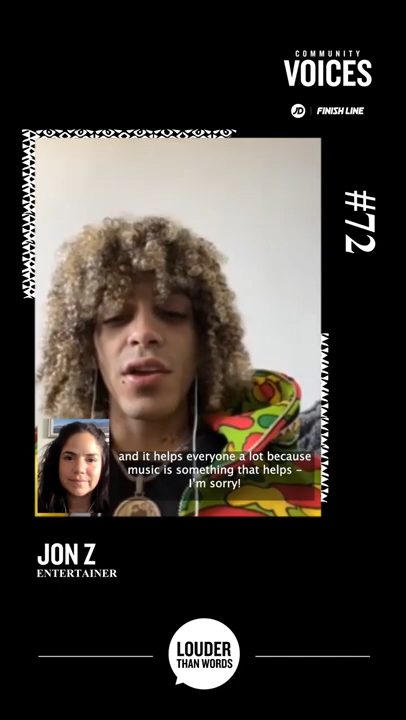 COMMUNITY
VOICES
JD | FINISH LINE
#72
and it helps everyone a lot because
music is something that helps –
I'm sorry!
JON Z
ENTERTAINER
LOUDER
THAN WORDS